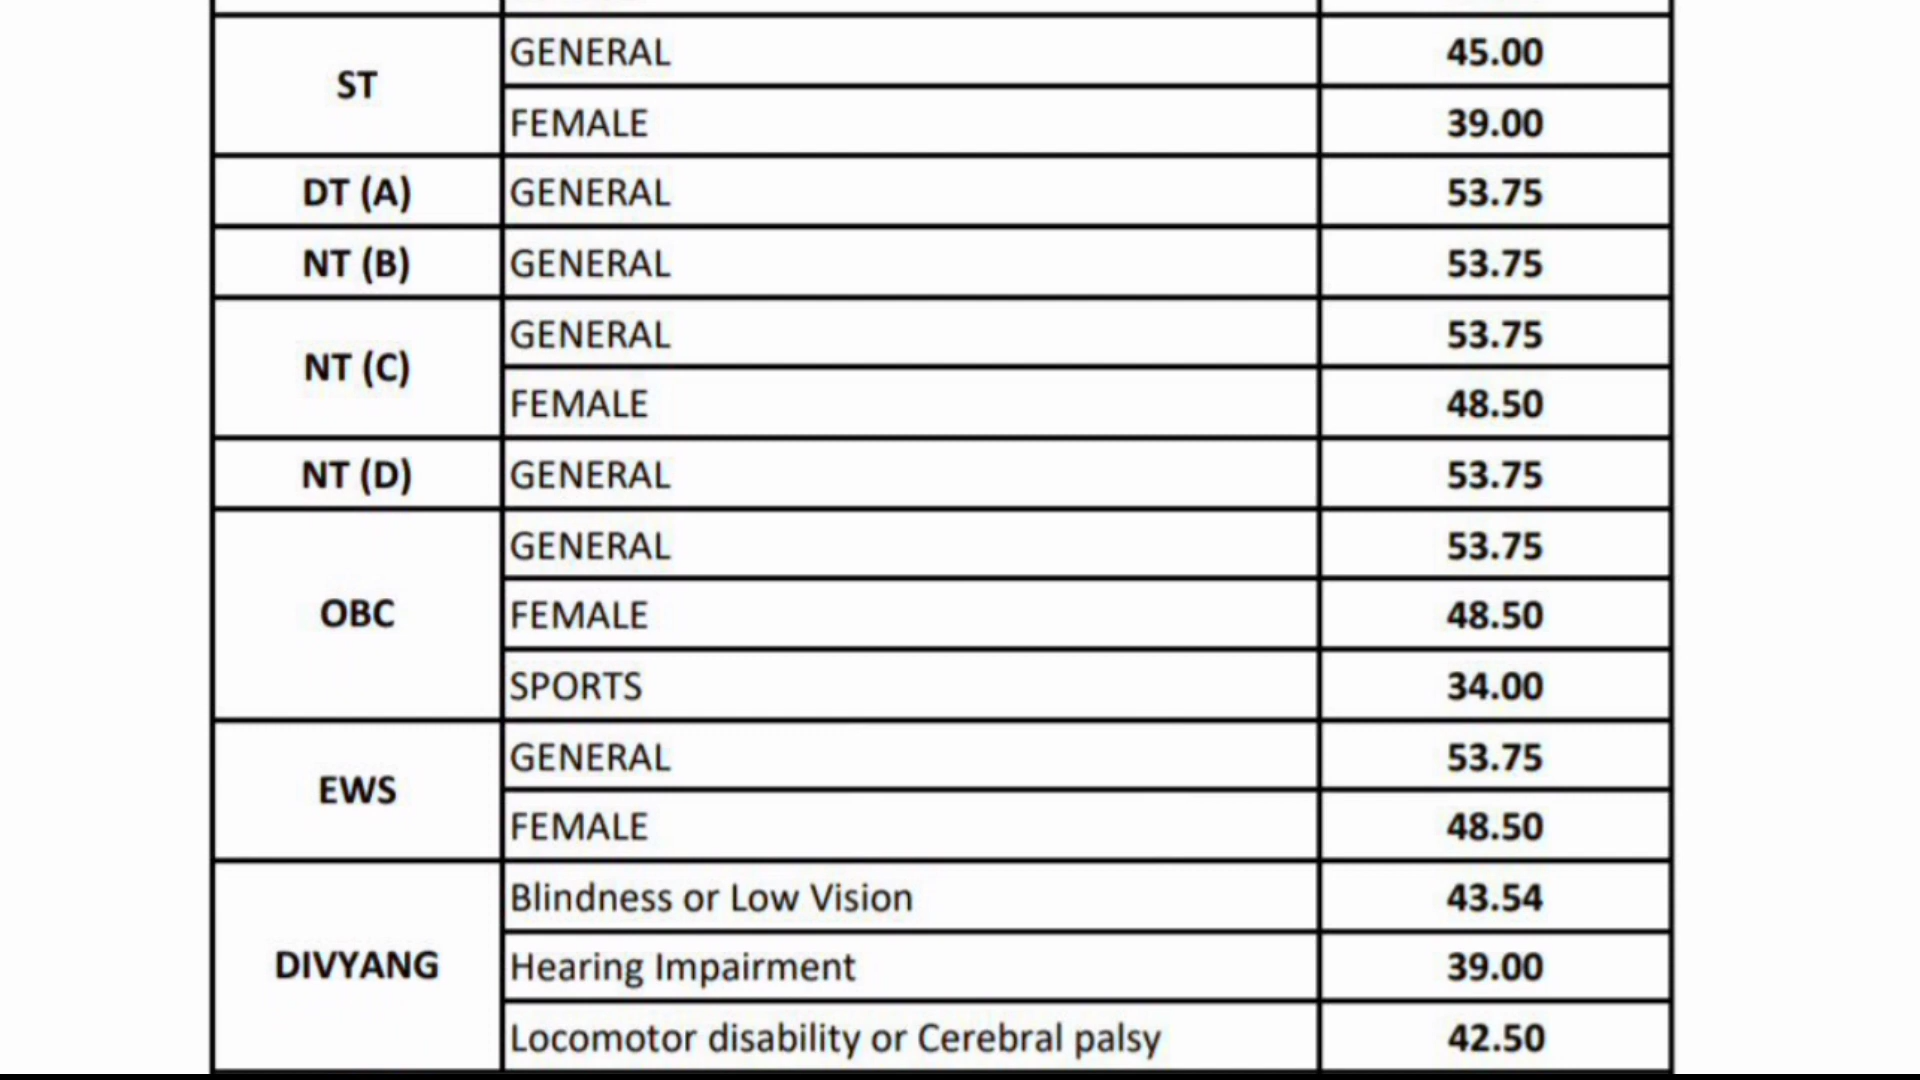 ST
GENERAL 45.00
FEMALE 39.00
DT (A) GENERAL 53.75
NT (B) GENERAL 53.75
NT (C)
GENERAL 53.75
FEMALE 48.50
NT (D) GENERAL 53.75
OBC
GENERAL 53.75
FEMALE 48.50
SPORTS 34.00
EWS
GENERAL 53.75
FEMALE 48.50
DIVYANG
Blindness or Low Vision 43.54
Hearing Impairment 39.00
Locomotor disability or Cerebral palsy 42.50